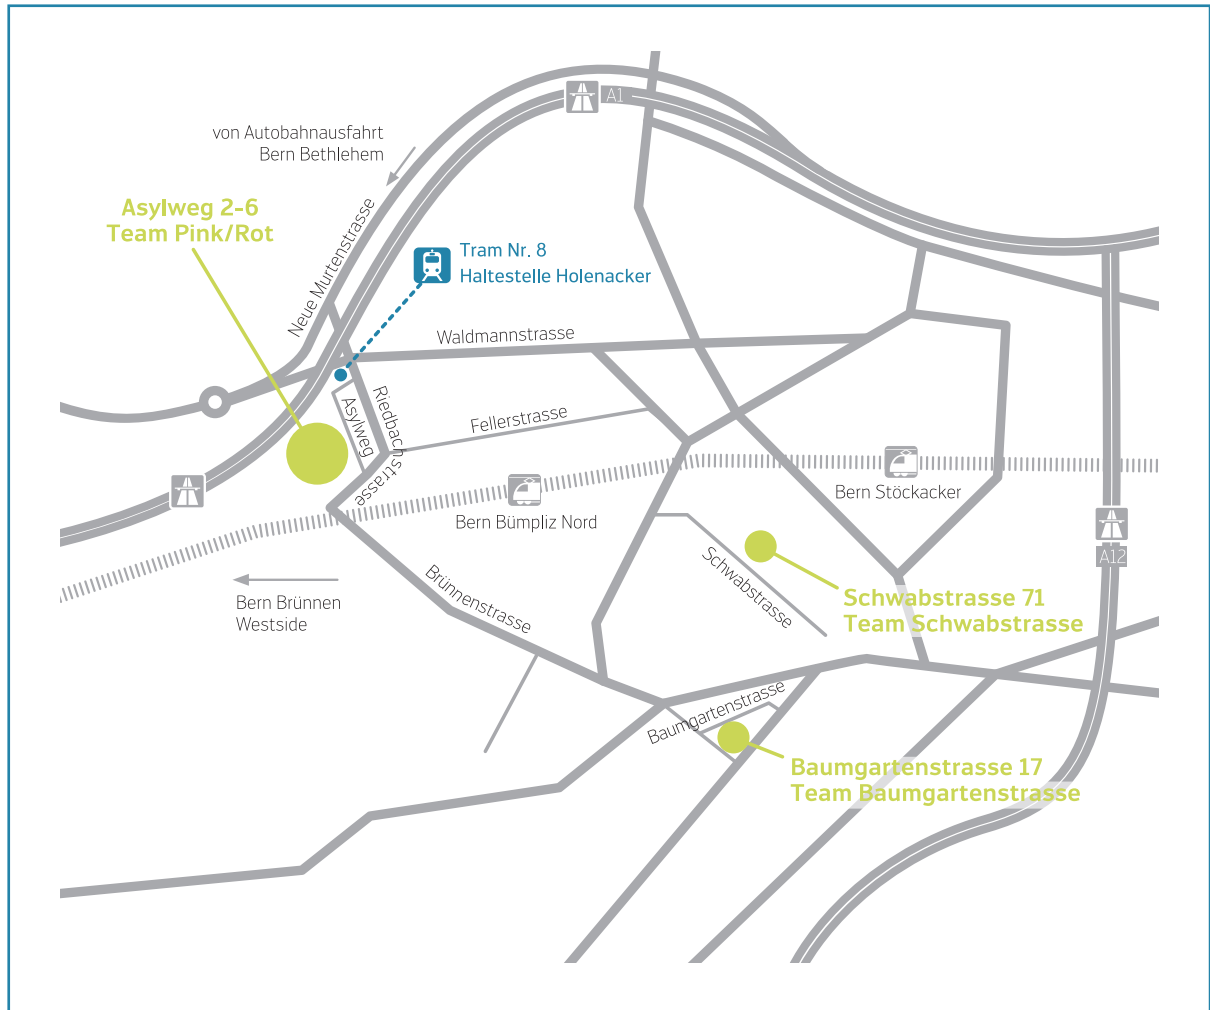 A1
von Autobahnausfahrt
Bern Bethlehem
Asylweg 2-6
Team Pink/Rot
Neue Murtenstrasse
Tram Nr. 8
Haltestelle Holenacker
Waldmannstrasse
Riedbachstrasse
Asylweg
Fellerstrasse
Bern Stöckacker
Bern Bümpliz Nord
A12
Schwabstrasse
Brünnenstrasse
Bern Brünnen
Westside
Schwabstrasse 71
Team Schwabstrasse
Baumgartenstrasse
Baumgartenstrasse 17
Team Baumgartenstrasse